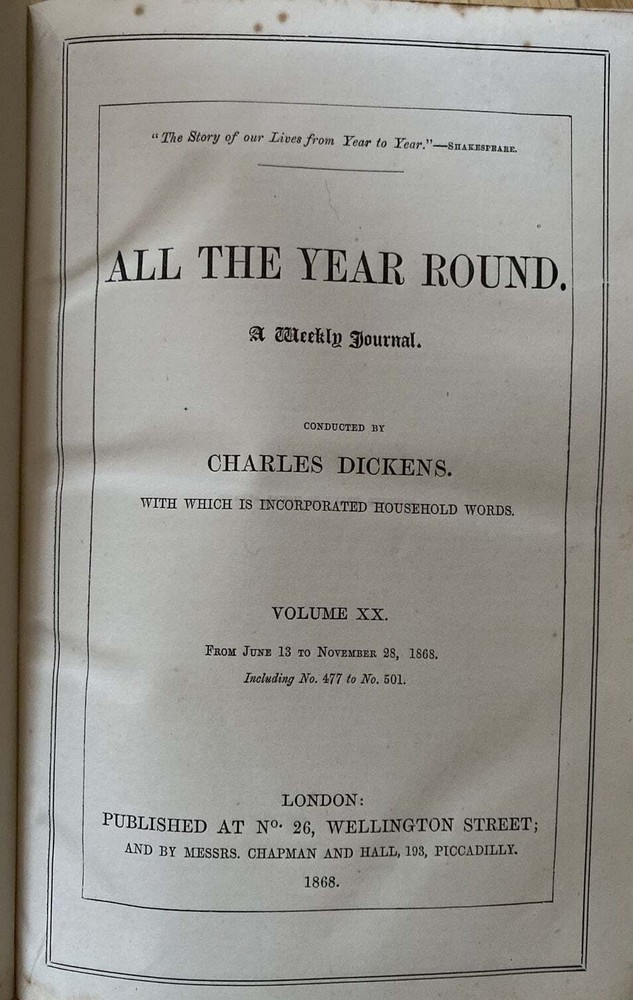 "The Story of our Lives from Year to Year."—SHAKESPEARE.
ALL THE YEAR ROUND.
A Weekly Journal.
CONDUCTED BY
CHARLES DICKENS.
WITH WHICH IS INCORPORATED HOUSEHOLD WORDS.
VOLUME XX.
FROM JUNE 13 TO NOVEMBER 28, 1868.
Including No. 477 to No. 501.
LONDON:
PUBLISHED AT No. 26, WELLINGTON STREET;
AND BY MESSRS. CHAPMAN AND HALL, 193, PICCADILLY.
1868.